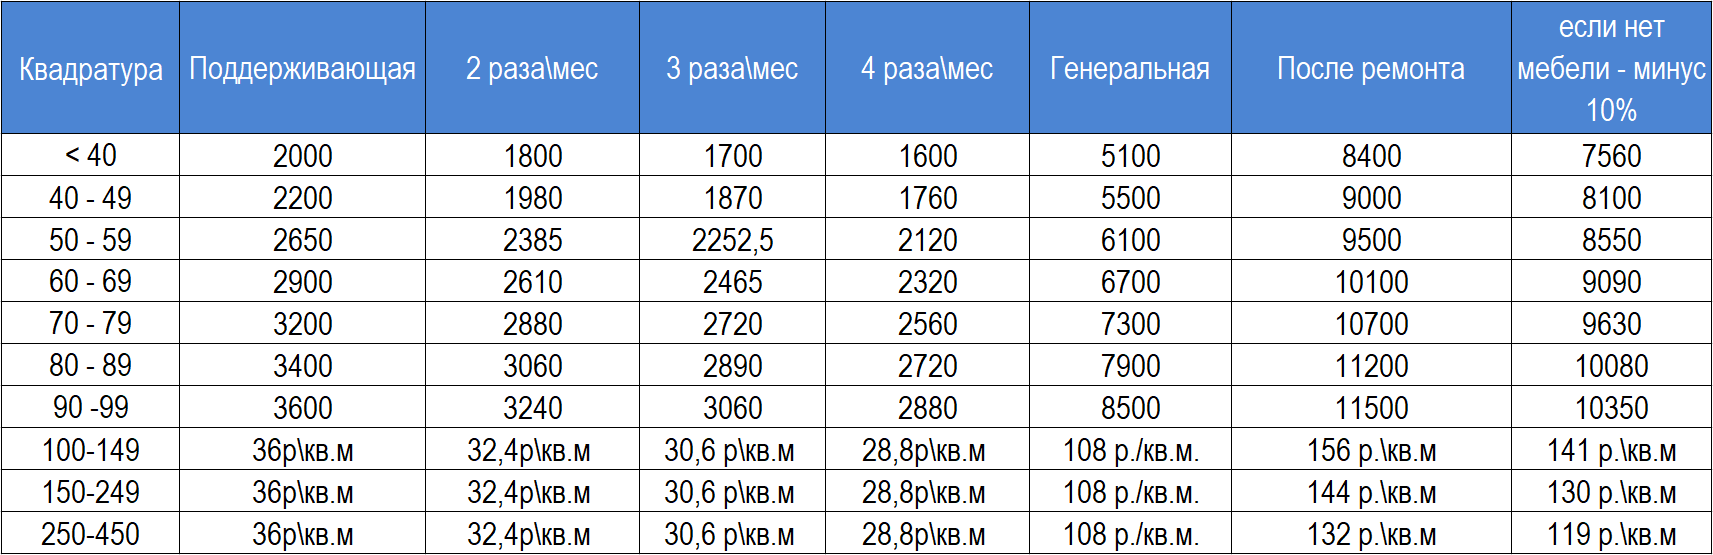 Квадратура Поддерживающая 2 раза\мес 3 раза\мес 4 раза\мес Генеральная После ремонта если нет
мебели - минус
10%
< 40 2000 1800 1700 1600 5100 8400 7560
40 - 49 2200 1980 1870 1760 5500 9000 8100
50 - 59 2650 2385 2252,5 2120 6100 9500 8550
60 - 69 2900 2610 2465 2320 6700 10100 9090
70 - 79 3200 2880 2720 2560 7300 10700 9630
80 - 89 3400 3060 2890 2720 7900 11200 10080
90 -99 3600 3240 3060 2880 8500 11500 10350
100-149 36р\кв.м 32,4р\кв.м 30,6 р\кв.м 28,8р\кв.м 108 р./кв.м. 156 р.\кв.м 141 р.\кв.м
150-249 36р\кв.м 32,4р\кв.м 30,6 р\кв.м 28,8р\кв.м 108 р./кв.м. 144 р.\кв.м 130 р.\кв.м
250-450 36р\кв.м 32,4р\кв.м 30,6 р\кв.м 28,8р\кв.м 108 р./кв.м. 132 р.\кв.м 119 р.\кв.м